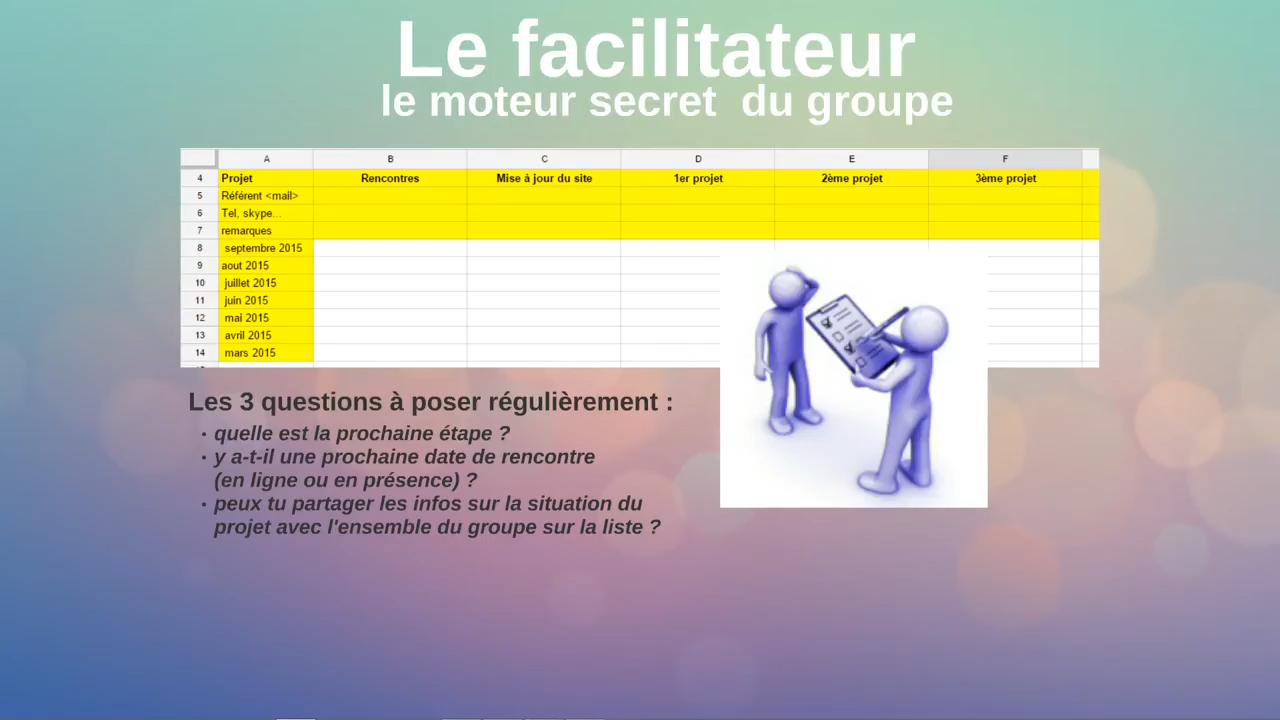 Le facilitateur
le moteur secret  du groupe
A B C D E F
4 Projet Rencontres Mise à jour du site 1er projet 2ème projet 3ème projet
5 Référent <mail>
6 Tel, skype...
7 remarques
8 septembre 2015
9 aout 2015
10 juillet 2015
11 juin 2015
12 mai 2015
13 avril 2015
14 mars 2015
Les 3 questions à poser régulièrement :
• quelle est la prochaine étape ?
• y a-t-il une prochaine date de rencontre
(en ligne ou en présence) ?
• peux tu partager les infos sur la situation du
projet avec l'ensemble du groupe sur la liste ?